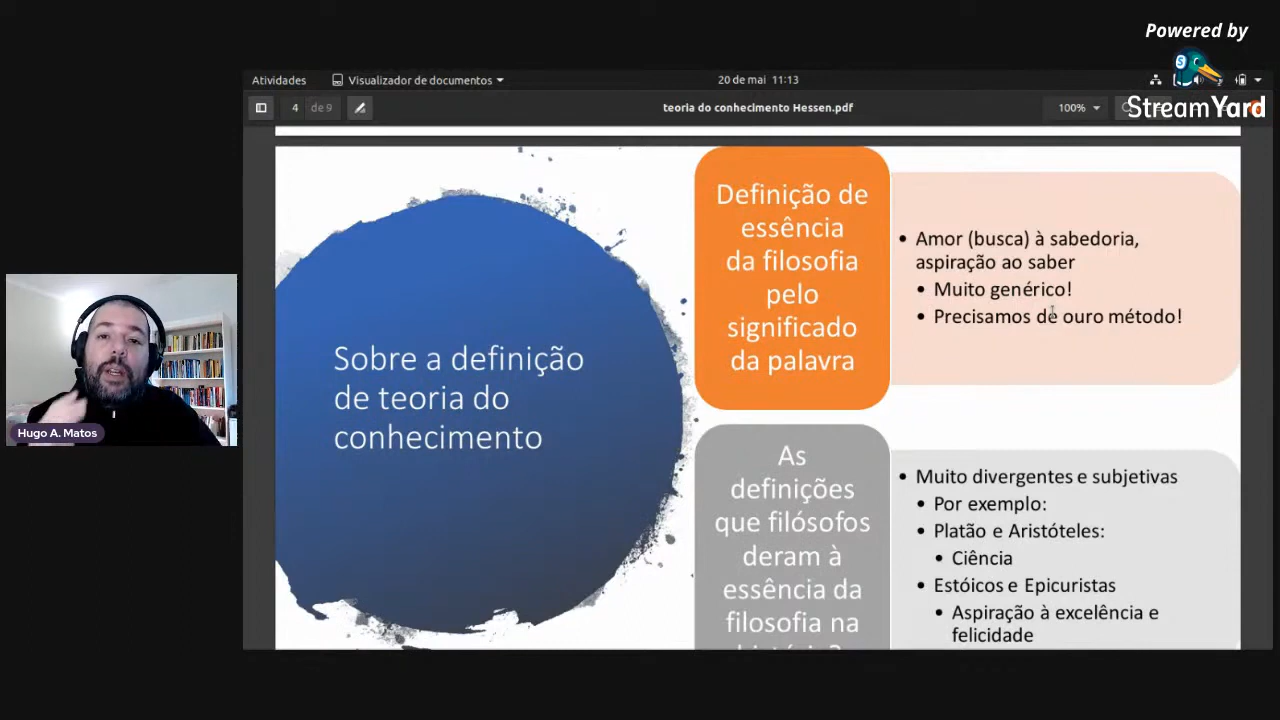 Powered by
StreamYard
Atividades
Visualizador de documentos
20 de mai 11:13
4 de 9
teoria do conhecimento Hessen.pdf
100%
Sobre a definição
de teoria do
conhecimento
Definição de
essência
da filosofia
pelo
significado
da palavra
• Amor (busca) à sabedoria,
aspiração ao saber
• Muito genérico!
• Precisamos de ouro método!
As
definições
que filósofos
deram à
essência da
filosofia na
• Muito divergentes e subjetivas
• Por exemplo:
• Platão e Aristóteles:
• Ciência
• Estóicos e Epicuristas
• Aspiração à excelência e
felicidade
Hugo A. Matos